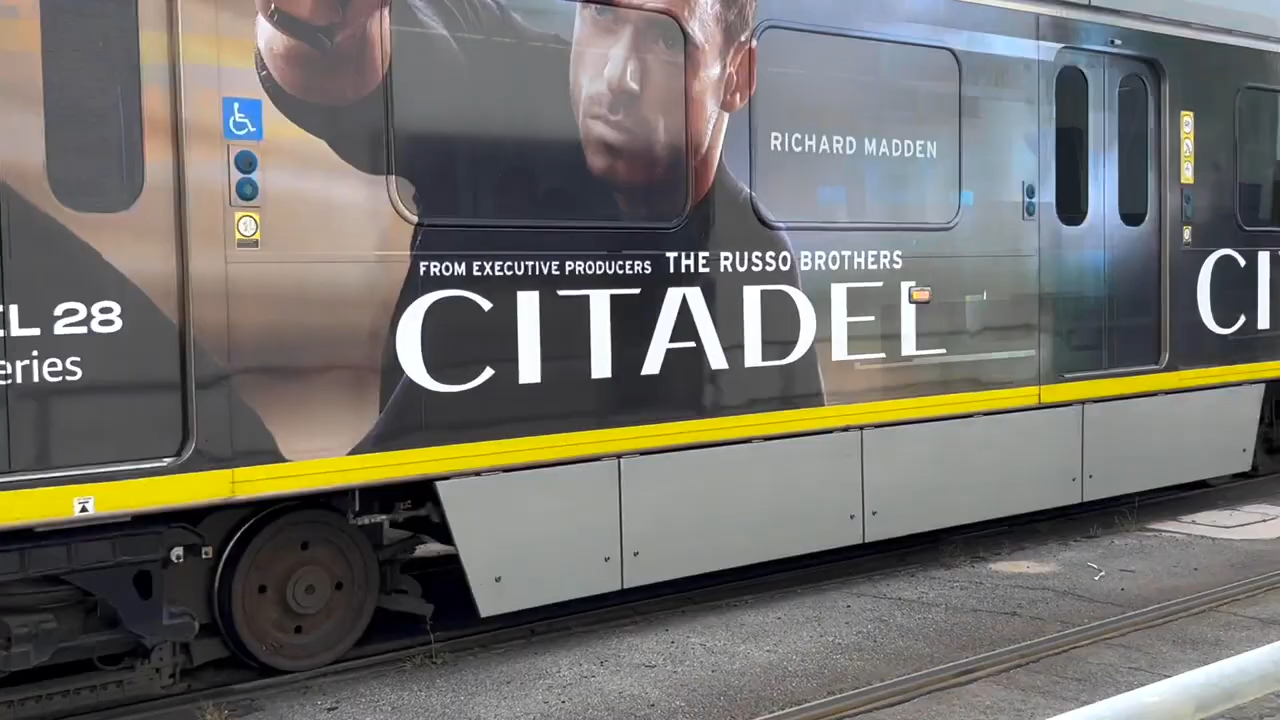 RICHARD MADDEN
FROM EXECUTIVE PRODUCERS THE RUSSO BROTHERS
CITADEL
EL 28
eries
CI